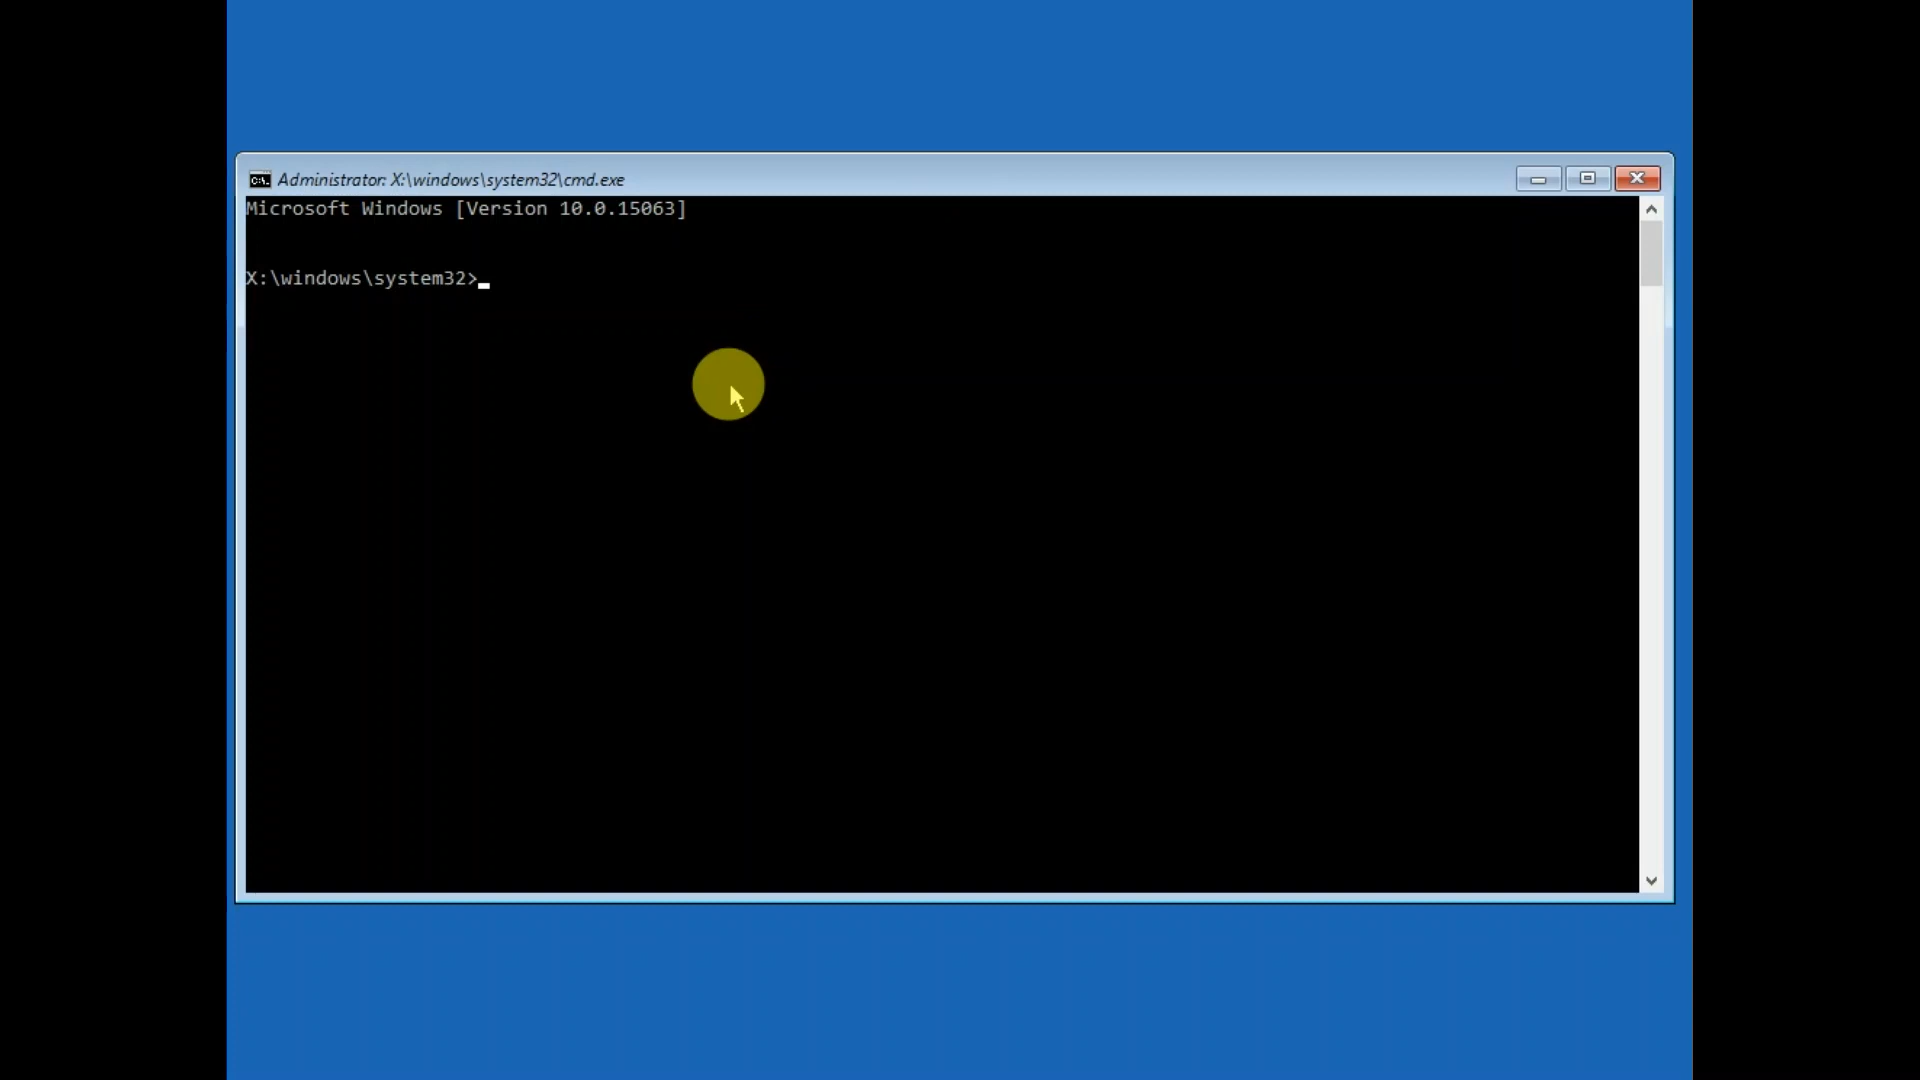 Administrator: X:\windows\system32\cmd.exe
Microsoft Windows [Version 10.0.15063]
X:\windows\system32>